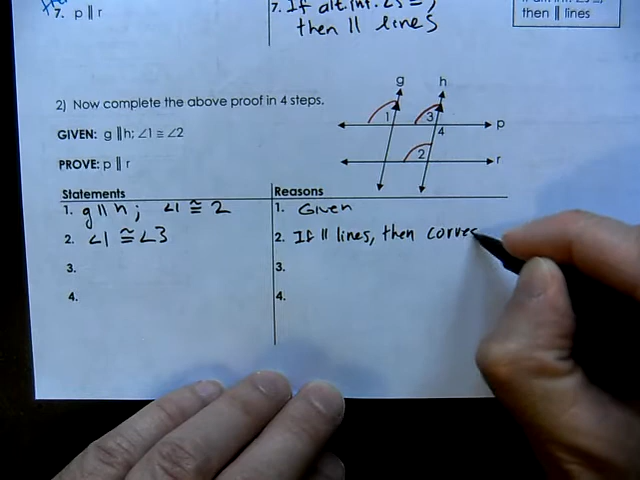 7. p || r
7. If alt. int. ∠s ≅,
then || lines
then || lines
2) Now complete the above proof in 4 steps.
GIVEN: g || h; ∠1 ≅ ∠2
PROVE: p || r
g h
1 3 p
4
2 r
Statements Reasons
1. g || h; ∠1 ≅ 2 1. Given
2. ∠1 ≅ ∠3 2. If || lines, then corres
3. 3.
4. 4.